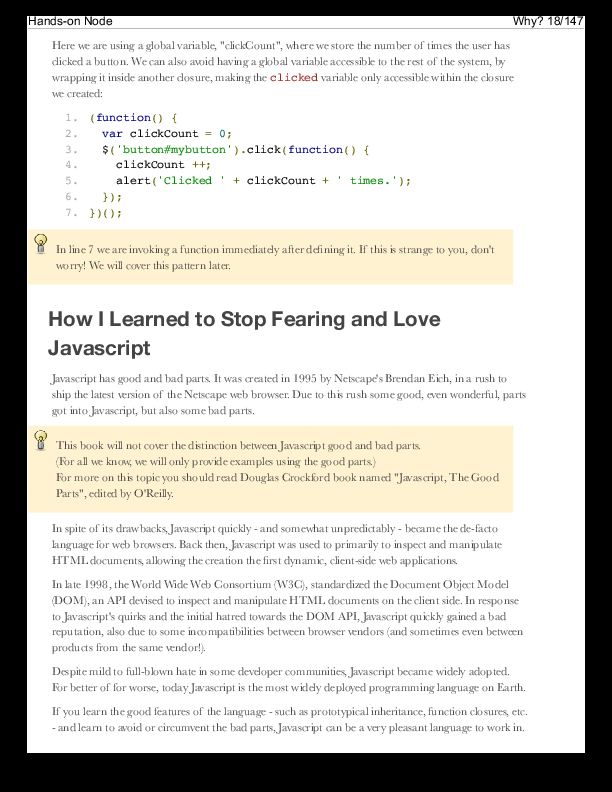 Hands-on Node Why? 18/147
Here we are using a global variable, "clickCount", where we store the number of times the user has
clicked a button. We can also avoid having a global variable accessible to the rest of the system, by
wrapping it inside another closure, making the clicked variable only accessible within the closure
we created:
1. (function() {
2. var clickCount = 0;
3. $('button#mybutton').click(function() {
4. clickCount ++;
5. alert('Clicked ' + clickCount + ' times.');
6. });
7. })();
In line 7 we are invoking a function immediately after defining it. If this is strange to you, don't
worry! We will cover this pattern later.
How I Learned to Stop Fearing and Love
Javascript
Javascript has good and bad parts. It was created in 1995 by Netscape's Brendan Eich, in a rush to
ship the latest version of the Netscape web browser. Due to this rush some good, even wonderful, parts
got into Javascript, but also some bad parts.
This book will not cover the distinction between Javascript good and bad parts.
(For all we know, we will only provide examples using the good parts.)
For more on this topic you should read Douglas Crockford book named "Javascript, The Good
Parts", edited by O'Reilly.
In spite of its drawbacks, Javascript quickly - and somewhat unpredictably - became the de-facto
language for web browsers. Back then, Javascript was used to primarily to inspect and manipulate
HTML documents, allowing the creation the first dynamic, client-side web applications.
In late 1998, the World Wide Web Consortium (W3C), standardized the Document Object Model
(DOM), an API devised to inspect and manipulate HTML documents on the client side. In response
to Javascript's quirks and the initial hatred towards the DOM API, Javascript quickly gained a bad
reputation, also due to some incompatibilities between browser vendors (and sometimes even between
products from the same vendor!).
Despite mild to full-blown hate in some developer communities, Javascript became widely adopted.
For better of for worse, today Javascript is the most widely deployed programming language on Earth.
If you learn the good features of the language - such as prototypical inheritance, function closures, etc.
- and learn to avoid or circumvent the bad parts, Javascript can be a very pleasant language to work in.